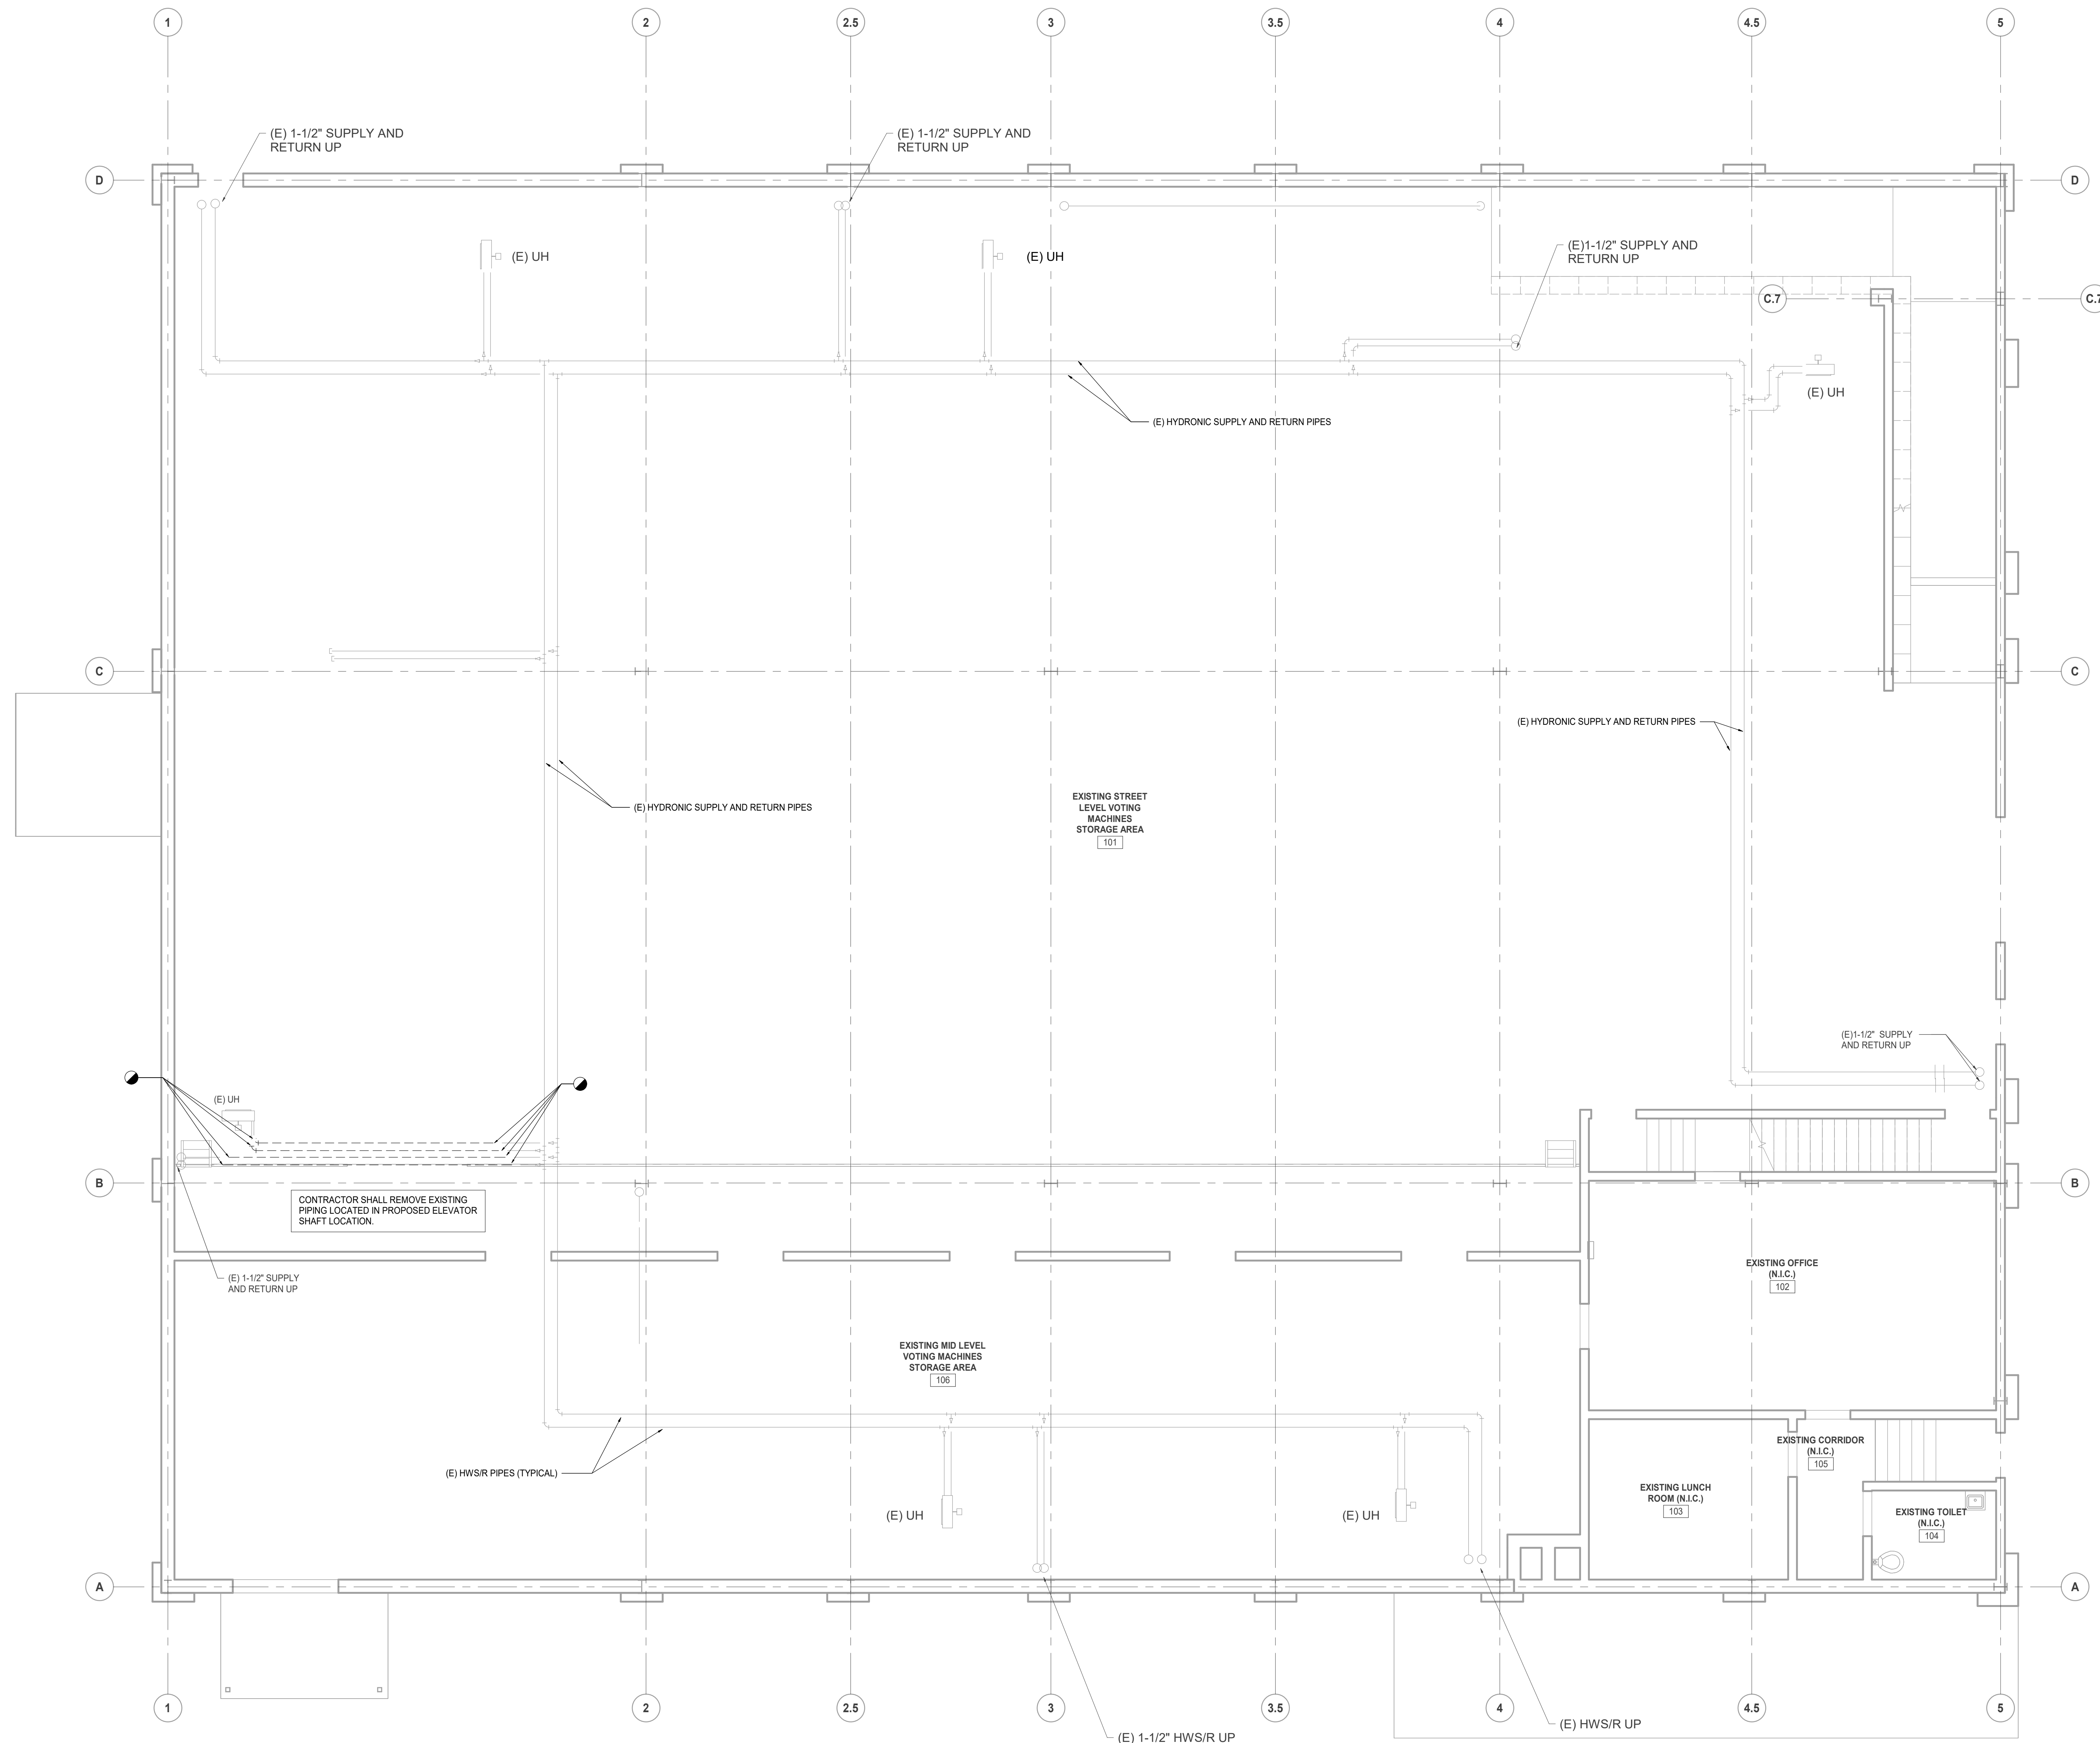 1
2
2.5
3
3.5
4
4.5
5
(E) 1-1/2" SUPPLY AND
RETURN UP
(E) 1-1/2" SUPPLY AND
RETURN UP
D
D
(E) UH
(E) UH
(E)1-1/2" SUPPLY AND
RETURN UP
C.7
C.7
(E) UH
(E) HYDRONIC SUPPLY AND RETURN PIPES
C
C
(E) HYDRONIC SUPPLY AND RETURN PIPES
(E) HYDRONIC SUPPLY AND RETURN PIPES
EXISTING STREET
LEVEL VOTING
MACHINES
STORAGE AREA
101
(E)1-1/2" SUPPLY
AND RETURN UP
(E) UH
B
B
CONTRACTOR SHALL REMOVE EXISTING
PIPING LOCATED IN PROPOSED ELEVATOR
SHAFT LOCATION.
(E) 1-1/2" SUPPLY
AND RETURN UP
EXISTING OFFICE
(N.I.C.)
102
EXISTING MID LEVEL
VOTING MACHINES
STORAGE AREA
106
EXISTING CORRIDOR
(N.I.C.)
105
(E) HWS/R PIPES (TYPICAL)
EXISTING LUNCH
ROOM (N.I.C.)
103
EXISTING TOILET
(N.I.C.)
104
(E) UH
(E) UH
A
A
1
2
2.5
3
3.5
4
4.5
5
(E) HWS/R UP
(E) 1-1/2" HWS/R UP